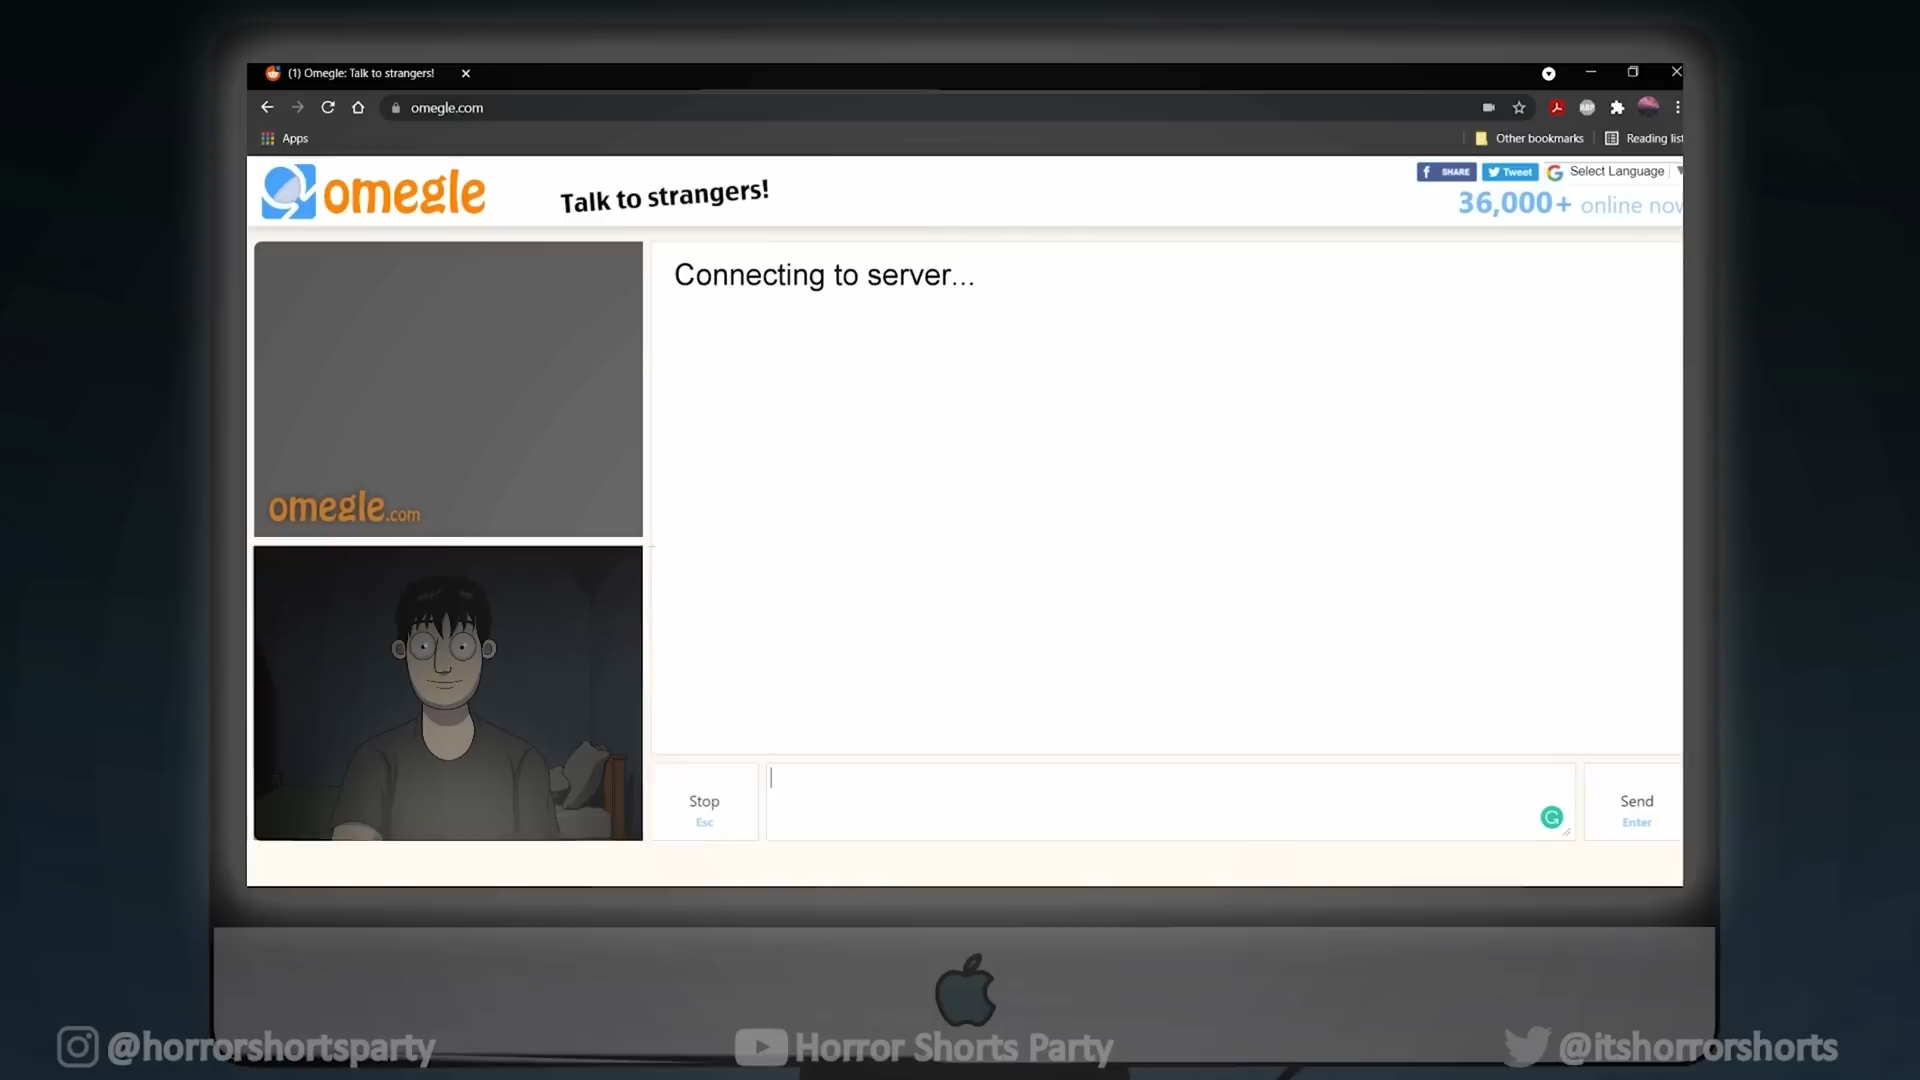 (1) Omegle: Talk to strangers!
omegle.com
Apps
Other bookmarks
Reading list
omegle
Talk to strangers!
SHARE
Tweet
Select Language
36,000+ online now
Connecting to server...
omegle.com
Stop
Esc
Send
Enter
@horrorshortsparty
Horror Shorts Party
@itshorrorshorts